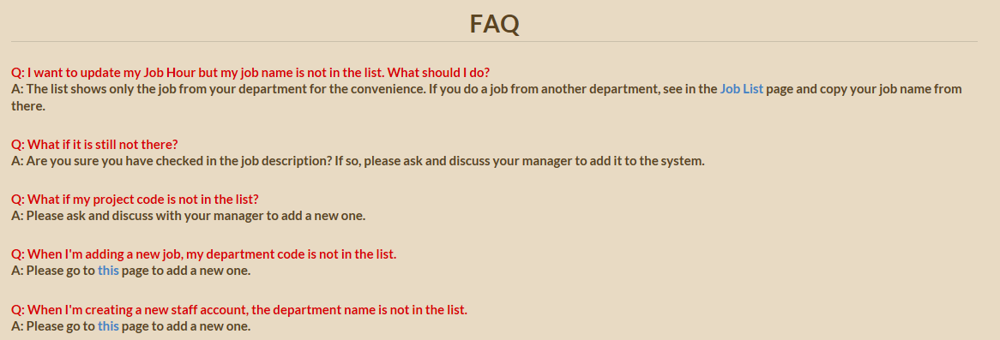 FAQ
Q: I want to update my Job Hour but my job name is not in the list. What should I do?
A: The list shows only the job from your department for the convenience. If you do a job from another department, see in the Job List page and copy your job name from
there.
Q: What if it is still not there?
A: Are you sure you have checked in the job description? If so, please ask and discuss your manager to add it to the system.
Q: What if my project code is not in the list?
A: Please ask and discuss with your manager to add a new one.
Q: When I'm adding a new job, my department code is not in the list.
A: Please go to this page to add a new one.
Q: When I'm creating a new staff account, the department name is not in the list.
A: Please go to this page to add a new one.